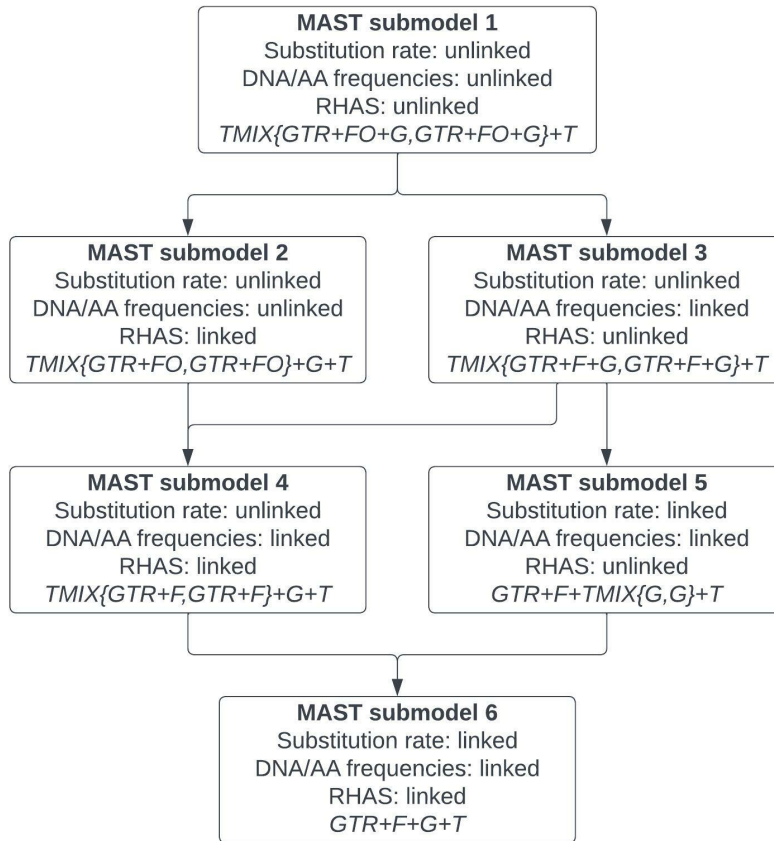 MAST submodel 1
Substitution rate: unlinked
DNA/AA frequencies: unlinked
RHAS: unlinked
TMIX{GTR+FO+G,GTR+FO+G}+T
MAST submodel 2
Substitution rate: unlinked
DNA/AA frequencies: unlinked
RHAS: linked
TMIX{GTR+FO,GTR+FO}+G+T
MAST submodel 3
Substitution rate: unlinked
DNA/AA frequencies: linked
RHAS: unlinked
TMIX{GTR+F+G,GTR+F+G}+T
MAST submodel 4
Substitution rate: unlinked
DNA/AA frequencies: linked
RHAS: linked
TMIX{GTR+F,GTR+F}+G+T
MAST submodel 5
Substitution rate: linked
DNA/AA frequencies: linked
RHAS: unlinked
GTR+F+TMIX{G,G}+T
MAST submodel 6
Substitution rate: linked
DNA/AA frequencies: linked
RHAS: linked
GTR+F+G+T